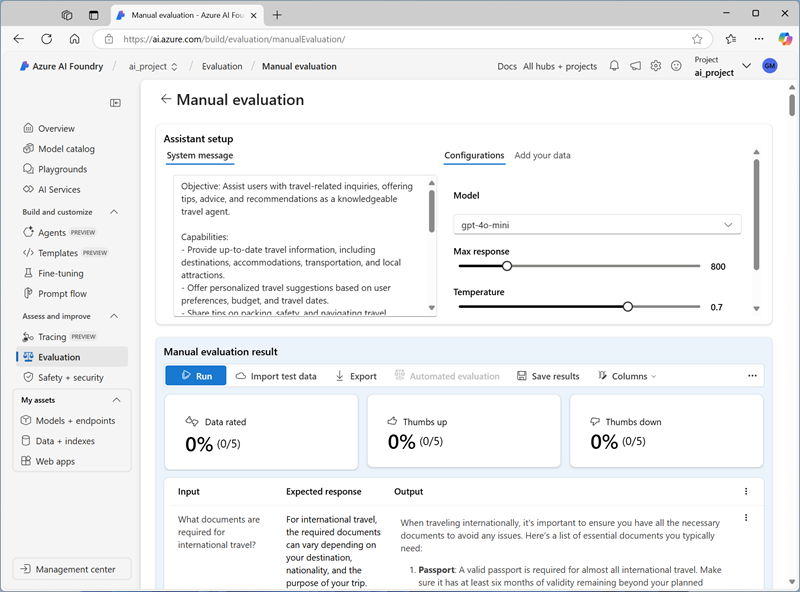 Manual evaluation - Azure AI Fou
https://ai.azure.com/build/evaluation/manualEvaluation/
Azure AI Foundry / ai_project / Evaluation / Manual evaluation
Docs All hubs + projects
Project
ai_project
GM
Overview
Model catalog
Playgrounds
AI Services
Build and customize
Agents PREVIEW
Templates PREVIEW
Fine-tuning
Prompt flow
Assess and improve
Tracing PREVIEW
Evaluation
Safety + security
My assets
Models + endpoints
Data + indexes
Web apps
Management center
Manual evaluation
Assistant setup
System message
Objective: Assist users with travel-related inquiries, offering
tips, advice, and recommendations as a knowledgeable
travel agent.
Capabilities:
- Provide up-to-date travel information, including
destinations, accommodations, transportation, and local
attractions.
- Offer personalized travel suggestions based on user
preferences, budget, and travel dates.
- Share tips on packing, safety, and navigating travel
Configurations Add your data
Model
gpt-4o-mini
Max response
800
Temperature
0.7
Manual evaluation result
Run Import test data Export Automated evaluation Save results Columns
Data rated
0% (0/5)
Thumbs up
0% (0/5)
Thumbs down
0% (0/5)
Input Expected response Output
What documents are
required for
international travel?
For international travel,
the required documents
can vary depending on
your destination,
nationality, and the
purpose of your trip.
When traveling internationally, it's important to ensure you have all the necessary
documents to avoid any issues. Here's a list of essential documents you typically
need:
1. Passport: A valid passport is required for almost all international travel. Make
sure it has at least six months of validity remaining beyond your planned